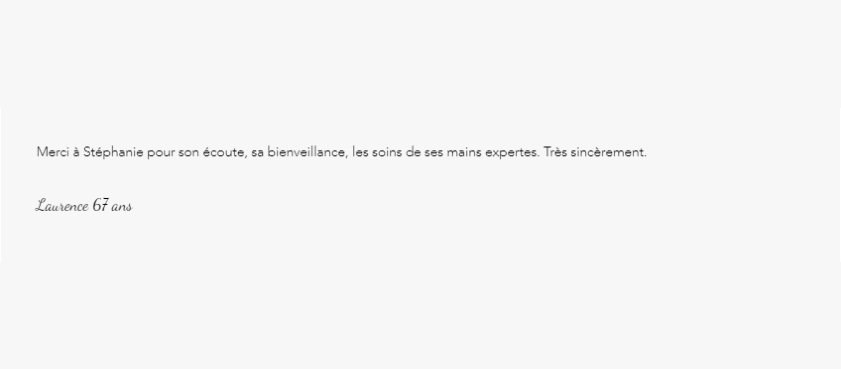 Merci à Stéphanie pour son écoute, sa bienveillance, les soins de ses mains expertes. Très sincèrement.
Laurence 67 ans